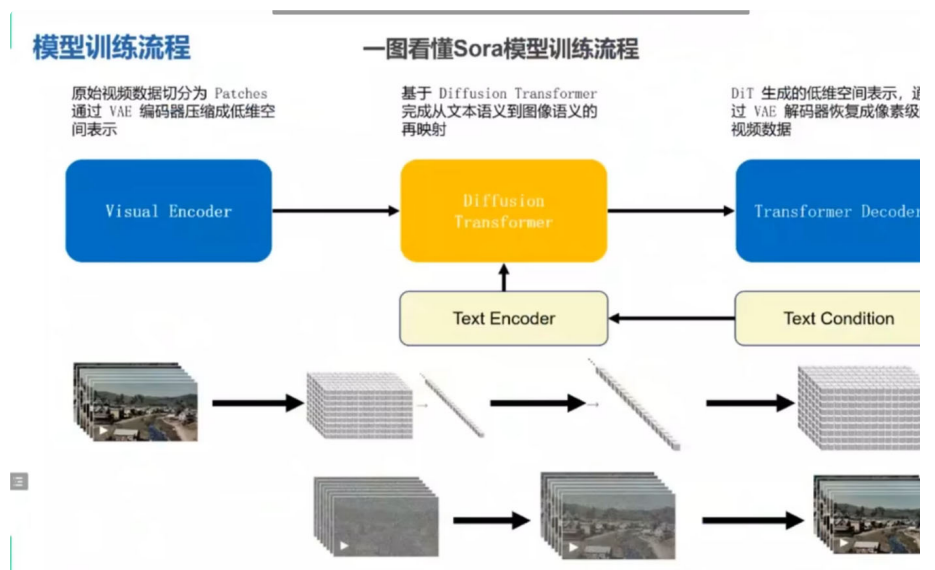 模型训练流程
一图看懂Sora模型训练流程
原始视频数据切分为 Patches
通过 VAE 编码器压缩成低维空
间表示
基于 Diffusion Transformer
完成从文本语义到图像语义的
再映射
DiT 生成的低维空间表示，通
过 VAE 解码器恢复成像素级
视频数据
Visual Encoder
Diffusion
Transformer
Transformer Decoder
Text Encoder
Text Condition